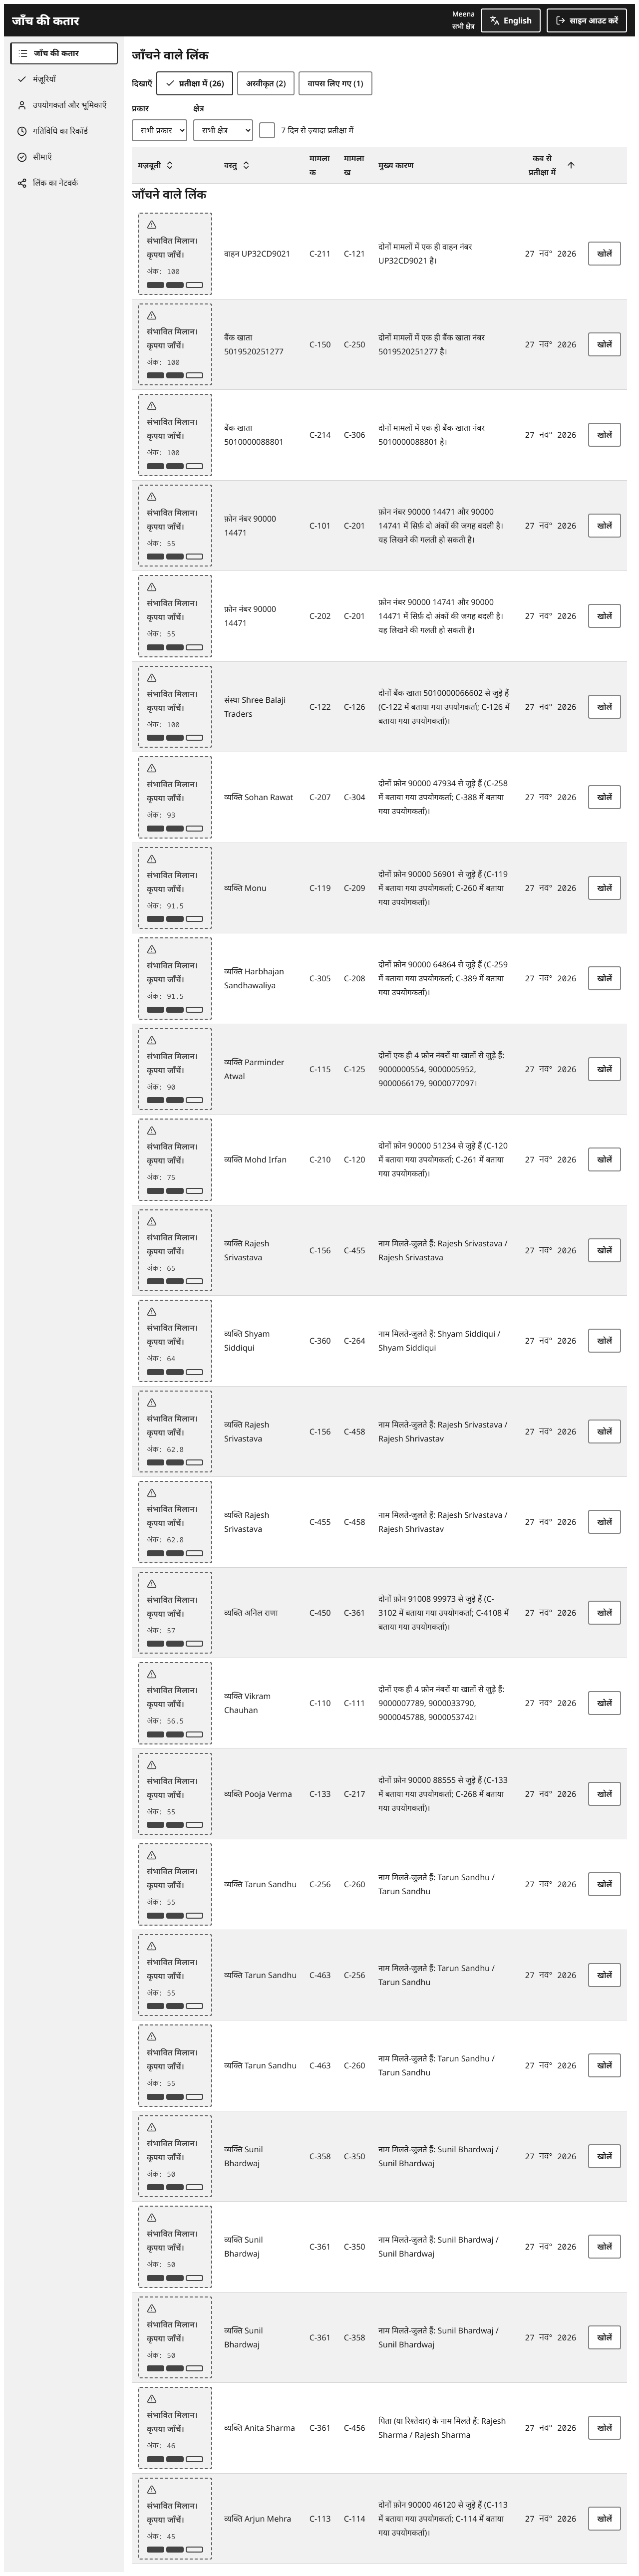 जाँच की कतार
Meena
सभी क्षेत्र
English
साइन आउट करें
जाँच की कतार
मंज़ूरियाँ
उपयोगकर्ता और भूमिकाएँ
गतिविधि का रिकॉर्ड
सीमाएँ
लिंक का नेटवर्क
जाँचने वाले लिंक
दिखाएँ
प्रतीक्षा में (26)
अस्वीकृत (2)
वापस लिए गए (1)
प्रकार
क्षेत्र
सभी प्रकार
सभी क्षेत्र
7 दिन से ज़्यादा प्रतीक्षा में
मज़बूती
वस्तु
मामला
क
मामला
ख
मुख्य कारण
कब से
प्रतीक्षा में
जाँचने वाले लिंक
संभावित मिलान।
कृपया जाँचें।
अंक: 100
वाहन UP32CD9021
C-211
C-121
दोनों मामलों में एक ही वाहन नंबर
UP32CD9021 है।
27 नव॰ 2026
खोलें
संभावित मिलान।
कृपया जाँचें।
अंक: 100
बैंक खाता
5019520251277
C-150
C-250
दोनों मामलों में एक ही बैंक खाता नंबर
5019520251277 है।
27 नव॰ 2026
खोलें
संभावित मिलान।
कृपया जाँचें।
अंक: 100
बैंक खाता
5010000088801
C-214
C-306
दोनों मामलों में एक ही बैंक खाता नंबर
5010000088801 है।
27 नव॰ 2026
खोलें
संभावित मिलान।
कृपया जाँचें।
अंक: 55
फ़ोन नंबर 90000
14471
C-101
C-201
फ़ोन नंबर 90000 14471 और 90000
14741 में सिर्फ़ दो अंकों की जगह बदली है।
यह लिखने की गलती हो सकती है।
27 नव॰ 2026
खोलें
संभावित मिलान।
कृपया जाँचें।
अंक: 55
फ़ोन नंबर 90000
14471
C-202
C-201
फ़ोन नंबर 90000 14741 और 90000
14471 में सिर्फ़ दो अंकों की जगह बदली है।
यह लिखने की गलती हो सकती है।
27 नव॰ 2026
खोलें
संभावित मिलान।
कृपया जाँचें।
अंक: 100
संस्था Shree Balaji
Traders
C-122
C-126
दोनों बैंक खाता 5010000066602 से जुड़े हैं
(C-122 में बताया गया उपयोगकर्ता; C-126 में
बताया गया उपयोगकर्ता)।
27 नव॰ 2026
खोलें
संभावित मिलान।
कृपया जाँचें।
अंक: 93
व्यक्ति Sohan Rawat
C-207
C-304
दोनों फ़ोन 90000 47934 से जुड़े हैं (C-258
में बताया गया उपयोगकर्ता; C-388 में बताया
गया उपयोगकर्ता)।
27 नव॰ 2026
खोलें
संभावित मिलान।
कृपया जाँचें।
अंक: 91.5
व्यक्ति Monu
C-119
C-209
दोनों फ़ोन 90000 56901 से जुड़े हैं (C-119
में बताया गया उपयोगकर्ता; C-260 में बताया
गया उपयोगकर्ता)।
27 नव॰ 2026
खोलें
संभावित मिलान।
कृपया जाँचें।
अंक: 91.5
व्यक्ति Harbhajan
Sandhawaliya
C-305
C-208
दोनों फ़ोन 90000 64864 से जुड़े हैं (C-259
में बताया गया उपयोगकर्ता; C-389 में बताया
गया उपयोगकर्ता)।
27 नव॰ 2026
खोलें
संभावित मिलान।
कृपया जाँचें।
अंक: 90
व्यक्ति Parminder
Atwal
C-115
C-125
दोनों एक ही 4 फ़ोन नंबरों या खातों से जुड़े हैं:
9000000554, 9000005952,
9000066179, 9000077097।
27 नव॰ 2026
खोलें
संभावित मिलान।
कृपया जाँचें।
अंक: 75
व्यक्ति Mohd Irfan
C-210
C-120
दोनों फ़ोन 90000 51234 से जुड़े हैं (C-120
में बताया गया उपयोगकर्ता; C-261 में बताया
गया उपयोगकर्ता)।
27 नव॰ 2026
खोलें
संभावित मिलान।
कृपया जाँचें।
अंक: 65
व्यक्ति Rajesh
Srivastava
C-156
C-455
नाम मिलते-जुलते हैं: Rajesh Srivastava /
Rajesh Srivastava
27 नव॰ 2026
खोलें
संभावित मिलान।
कृपया जाँचें।
अंक: 64
व्यक्ति Shyam
Siddiqui
C-360
C-264
नाम मिलते-जुलते हैं: Shyam Siddiqui /
Shyam Siddiqui
27 नव॰ 2026
खोलें
संभावित मिलान।
कृपया जाँचें।
अंक: 62.8
व्यक्ति Rajesh
Srivastava
C-156
C-458
नाम मिलते-जुलते हैं: Rajesh Srivastava /
Rajesh Shrivastav
27 नव॰ 2026
खोलें
संभावित मिलान।
कृपया जाँचें।
अंक: 62.8
व्यक्ति Rajesh
Srivastava
C-455
C-458
नाम मिलते-जुलते हैं: Rajesh Srivastava /
Rajesh Shrivastav
27 नव॰ 2026
खोलें
संभावित मिलान।
कृपया जाँचें।
अंक: 57
व्यक्ति अनिल राणा
C-450
C-361
दोनों फ़ोन 91008 99973 से जुड़े हैं (C-
3102 में बताया गया उपयोगकर्ता; C-4108 में
बताया गया उपयोगकर्ता)।
27 नव॰ 2026
खोलें
संभावित मिलान।
कृपया जाँचें।
अंक: 56.5
व्यक्ति Vikram
Chauhan
C-110
C-111
दोनों एक ही 4 फ़ोन नंबरों या खातों से जुड़े हैं:
9000007789, 9000033790,
9000045788, 9000053742।
27 नव॰ 2026
खोलें
संभावित मिलान।
कृपया जाँचें।
अंक: 55
व्यक्ति Pooja Verma
C-133
C-217
दोनों फ़ोन 90000 88555 से जुड़े हैं (C-133
में बताया गया उपयोगकर्ता; C-268 में बताया
गया उपयोगकर्ता)।
27 नव॰ 2026
खोलें
संभावित मिलान।
कृपया जाँचें।
अंक: 55
व्यक्ति Tarun Sandhu
C-256
C-260
नाम मिलते-जुलते हैं: Tarun Sandhu /
Tarun Sandhu
27 नव॰ 2026
खोलें
संभावित मिलान।
कृपया जाँचें।
अंक: 55
व्यक्ति Tarun Sandhu
C-463
C-256
नाम मिलते-जुलते हैं: Tarun Sandhu /
Tarun Sandhu
27 नव॰ 2026
खोलें
संभावित मिलान।
कृपया जाँचें।
अंक: 55
व्यक्ति Tarun Sandhu
C-463
C-260
नाम मिलते-जुलते हैं: Tarun Sandhu /
Tarun Sandhu
27 नव॰ 2026
खोलें
संभावित मिलान।
कृपया जाँचें।
अंक: 50
व्यक्ति Sunil
Bhardwaj
C-358
C-350
नाम मिलते-जुलते हैं: Sunil Bhardwaj /
Sunil Bhardwaj
27 नव॰ 2026
खोलें
संभावित मिलान।
कृपया जाँचें।
अंक: 50
व्यक्ति Sunil
Bhardwaj
C-361
C-350
नाम मिलते-जुलते हैं: Sunil Bhardwaj /
Sunil Bhardwaj
27 नव॰ 2026
खोलें
संभावित मिलान।
कृपया जाँचें।
अंक: 50
व्यक्ति Sunil
Bhardwaj
C-361
C-358
नाम मिलते-जुलते हैं: Sunil Bhardwaj /
Sunil Bhardwaj
27 नव॰ 2026
खोलें
संभावित मिलान।
कृपया जाँचें।
अंक: 46
व्यक्ति Anita Sharma
C-361
C-456
पिता (या रिश्तेदार) के नाम मिलते हैं: Rajesh
Sharma / Rajesh Sharma
27 नव॰ 2026
खोलें
संभावित मिलान।
कृपया जाँचें।
अंक: 45
व्यक्ति Arjun Mehra
C-113
C-114
दोनों फ़ोन 90000 46120 से जुड़े हैं (C-113
में बताया गया उपयोगकर्ता; C-114 में बताया
गया उपयोगकर्ता)।
27 नव॰ 2026
खोलें